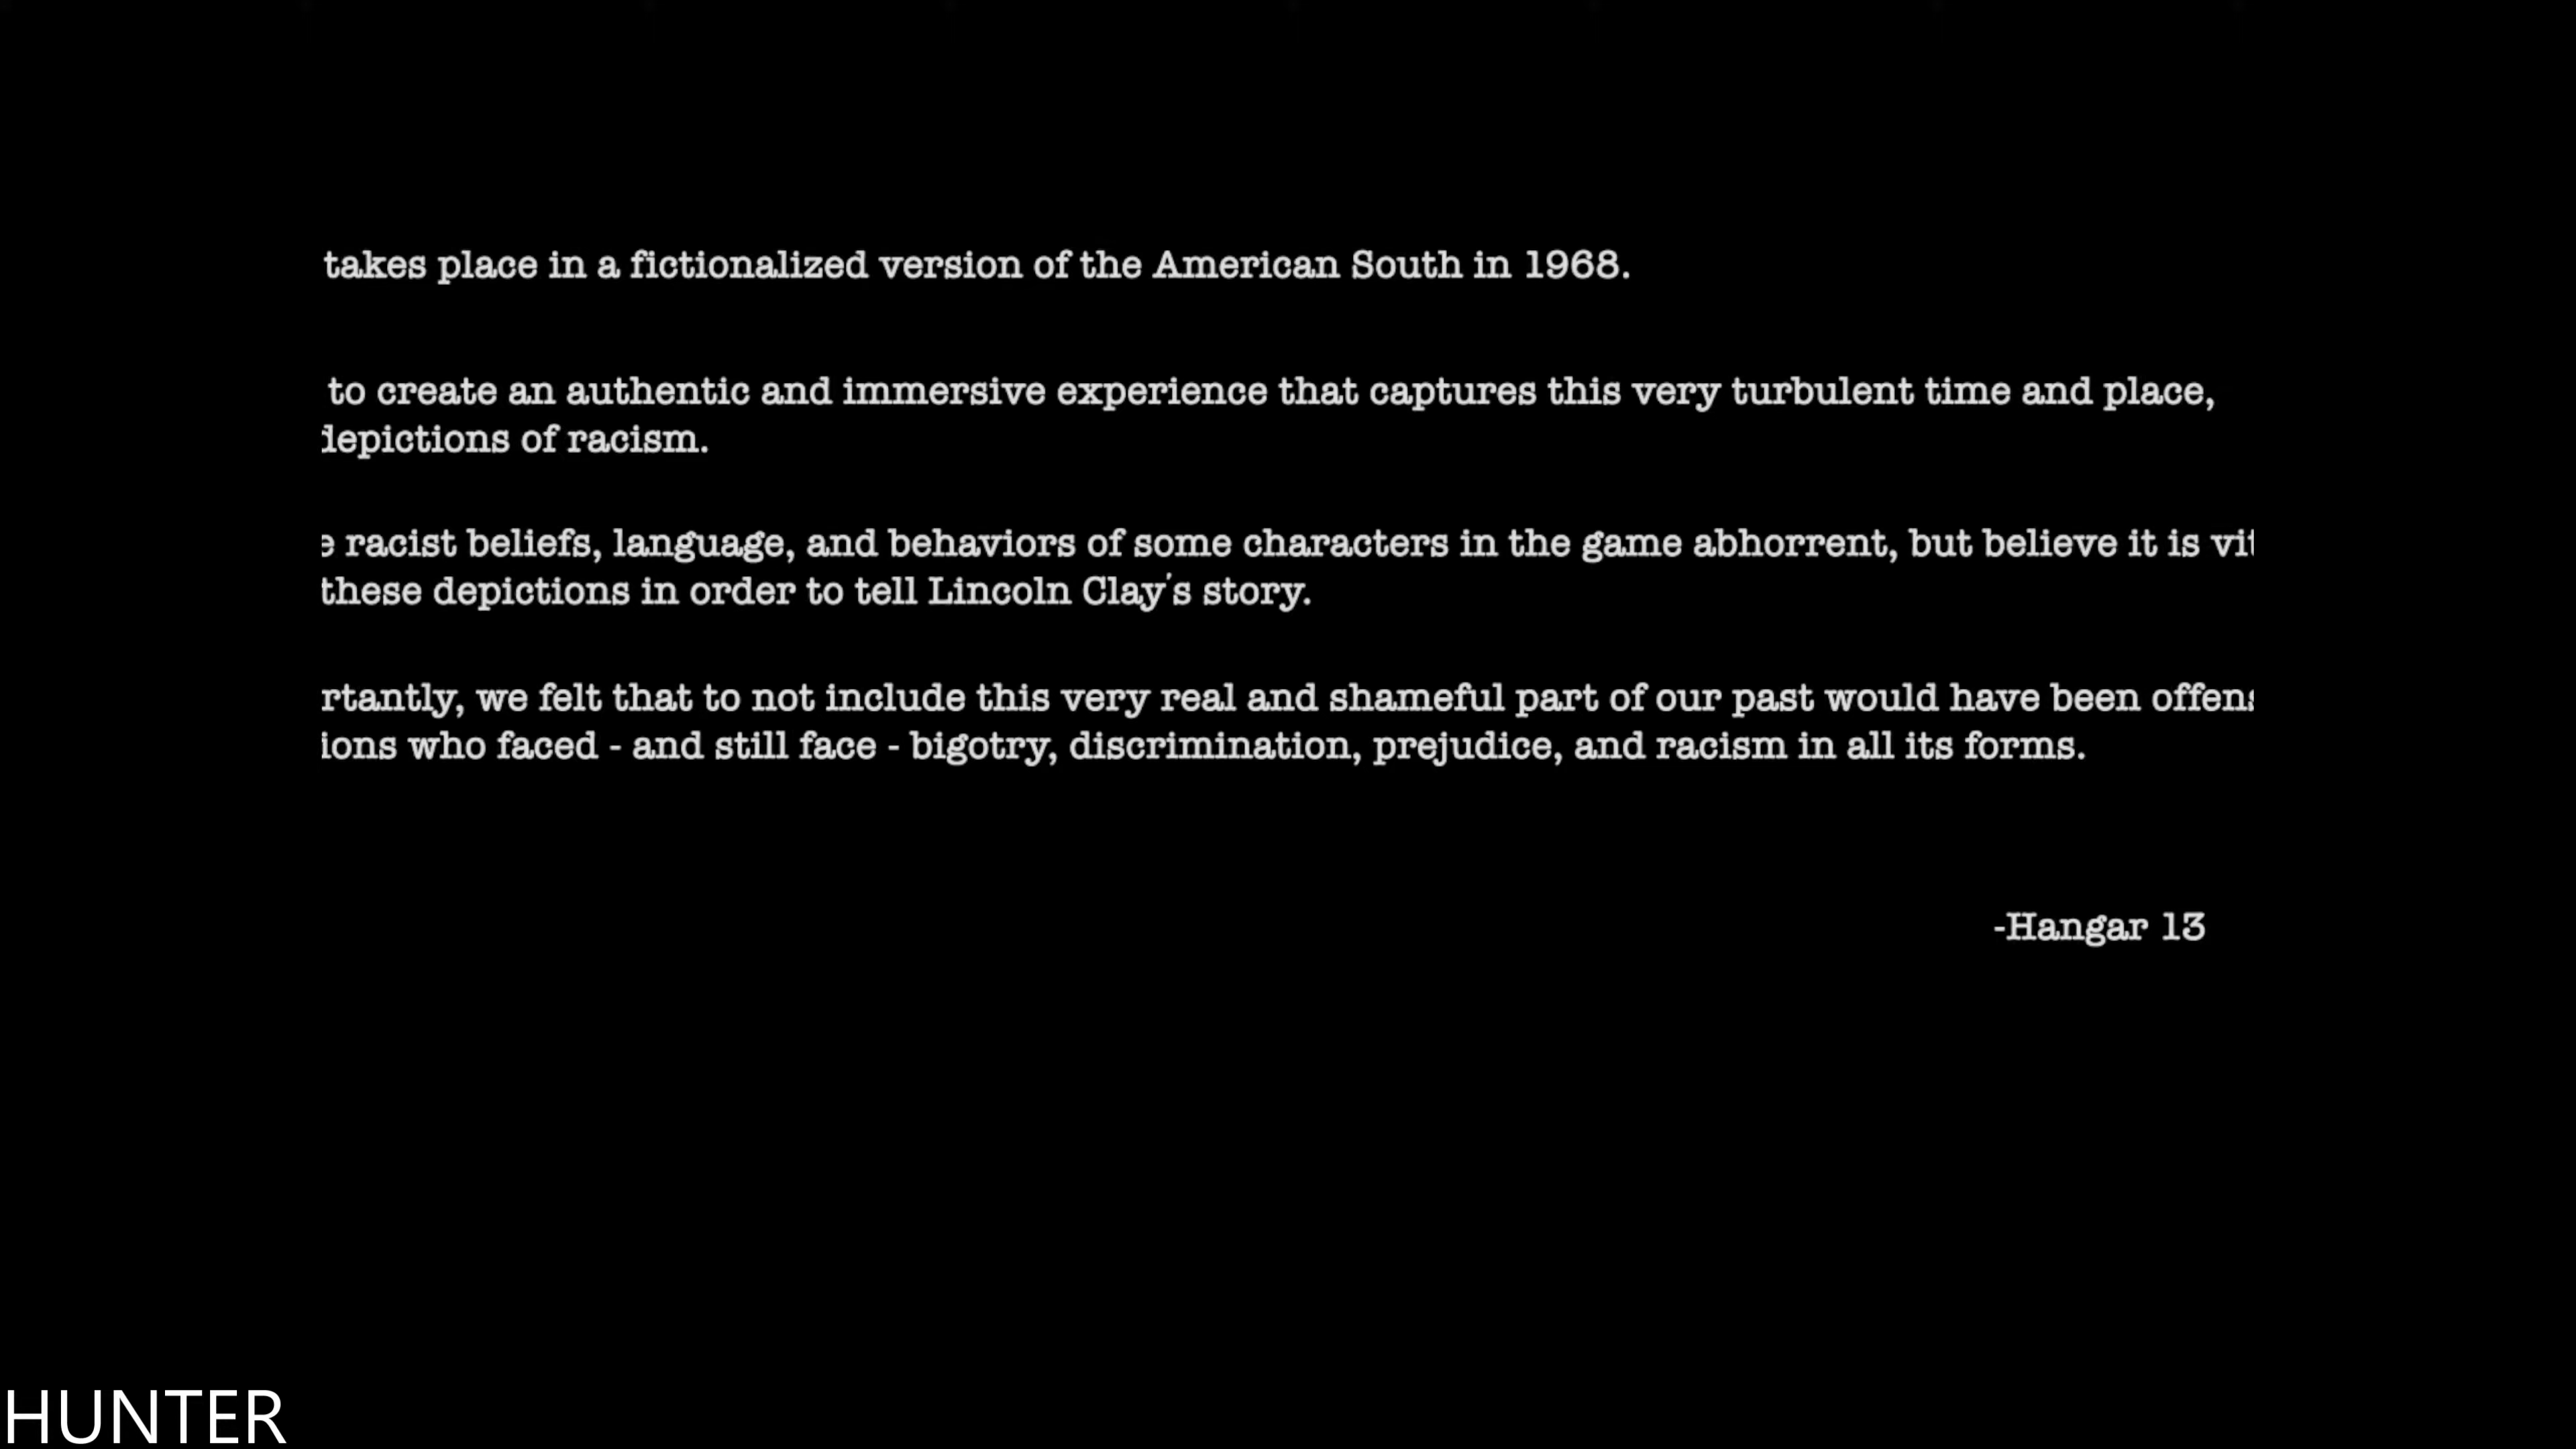 takes place in a fictionalized version of the American South in 1968.
to create an authentic and immersive experience that captures this very turbulent time and place,
depictions of racism.
e racist beliefs, language, and behaviors of some characters in the game abhorrent, but believe it is vit
these depictions in order to tell Lincoln Clay's story.
rtantly, we felt that to not include this very real and shameful part of our past would have been offens
ions who faced - and still face - bigotry, discrimination, prejudice, and racism in all its forms.
-Hangar 13
HUNTER